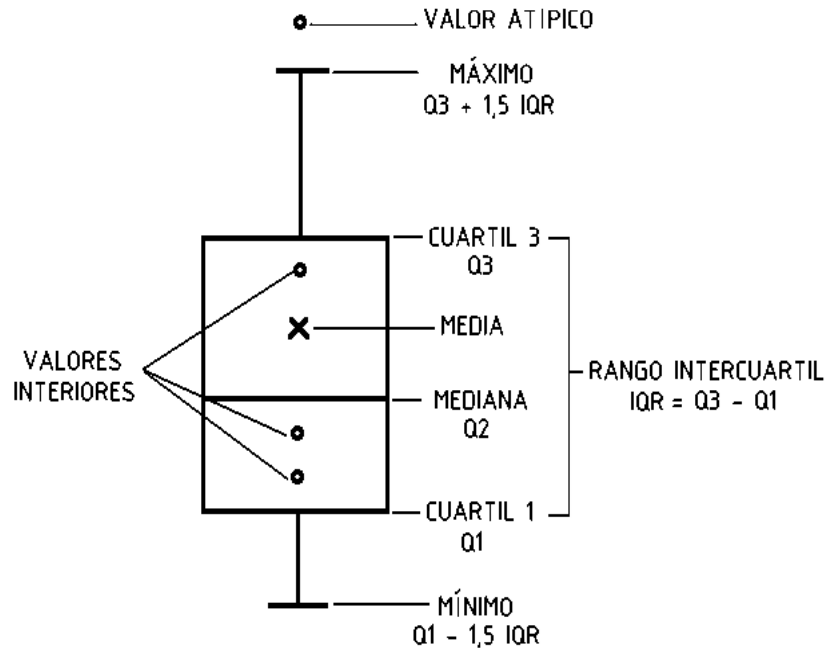 VALOR ATIPICO
MÁXIMO
Q3 + 1,5 IQR
CUARTIL 3
Q3
MEDIA
VALORES
INTERIORES
RANGO INTERCUARTIL
IQR = Q3 - Q1
MEDIANA
Q2
CUARTIL 1
Q1
MÍNIMO
Q1 - 1,5 IQR